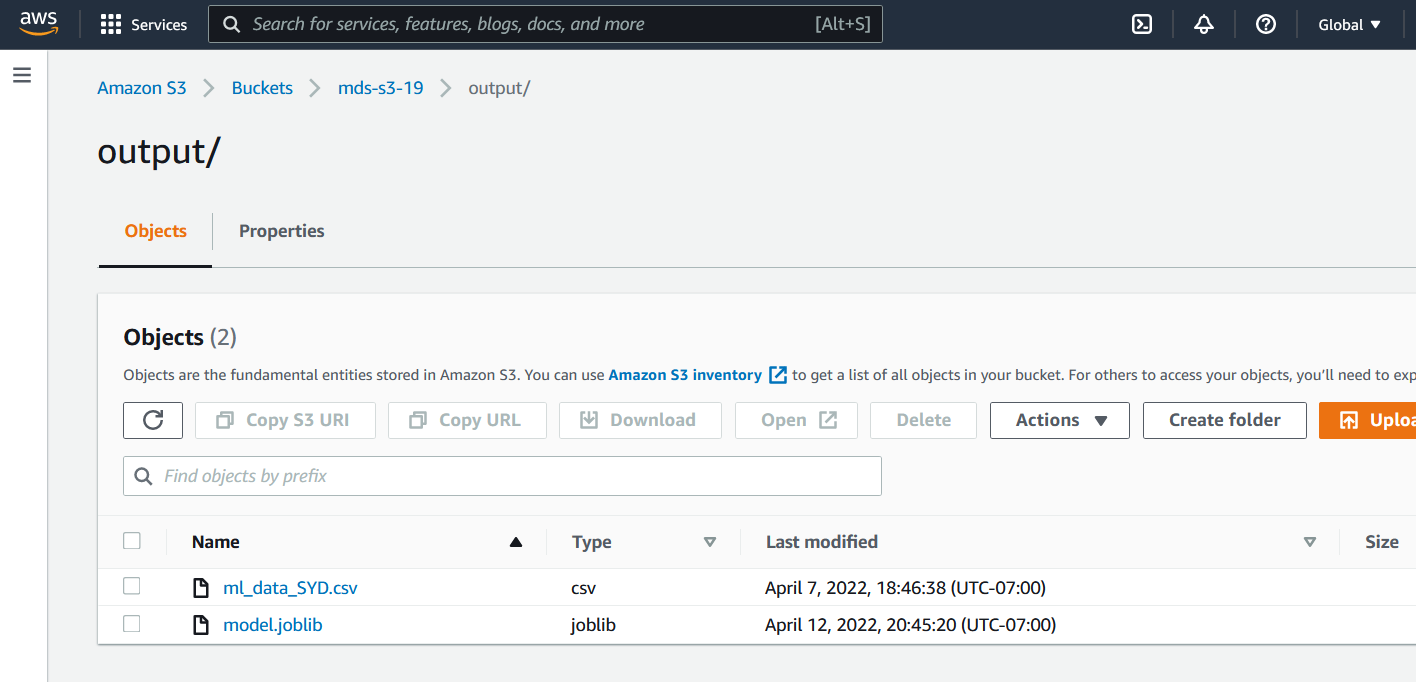 aws Services Search for services, features, blogs, docs, and more [Alt+S] Global
Amazon S3 Buckets mds-s3-19 output/
output/
Objects Properties
Objects (2)
Objects are the fundamental entities stored in Amazon S3. You can use Amazon S3 inventory to get a list of all objects in your bucket. For others to access your objects, you'll need to exp
Copy S3 URI Copy URL Download Open Delete Actions Create folder Uploa
Find objects by prefix
Name Type Last modified Size
ml_data_SYD.csv csv April 7, 2022, 18:46:38 (UTC-07:00)
model.joblib joblib April 12, 2022, 20:45:20 (UTC-07:00)